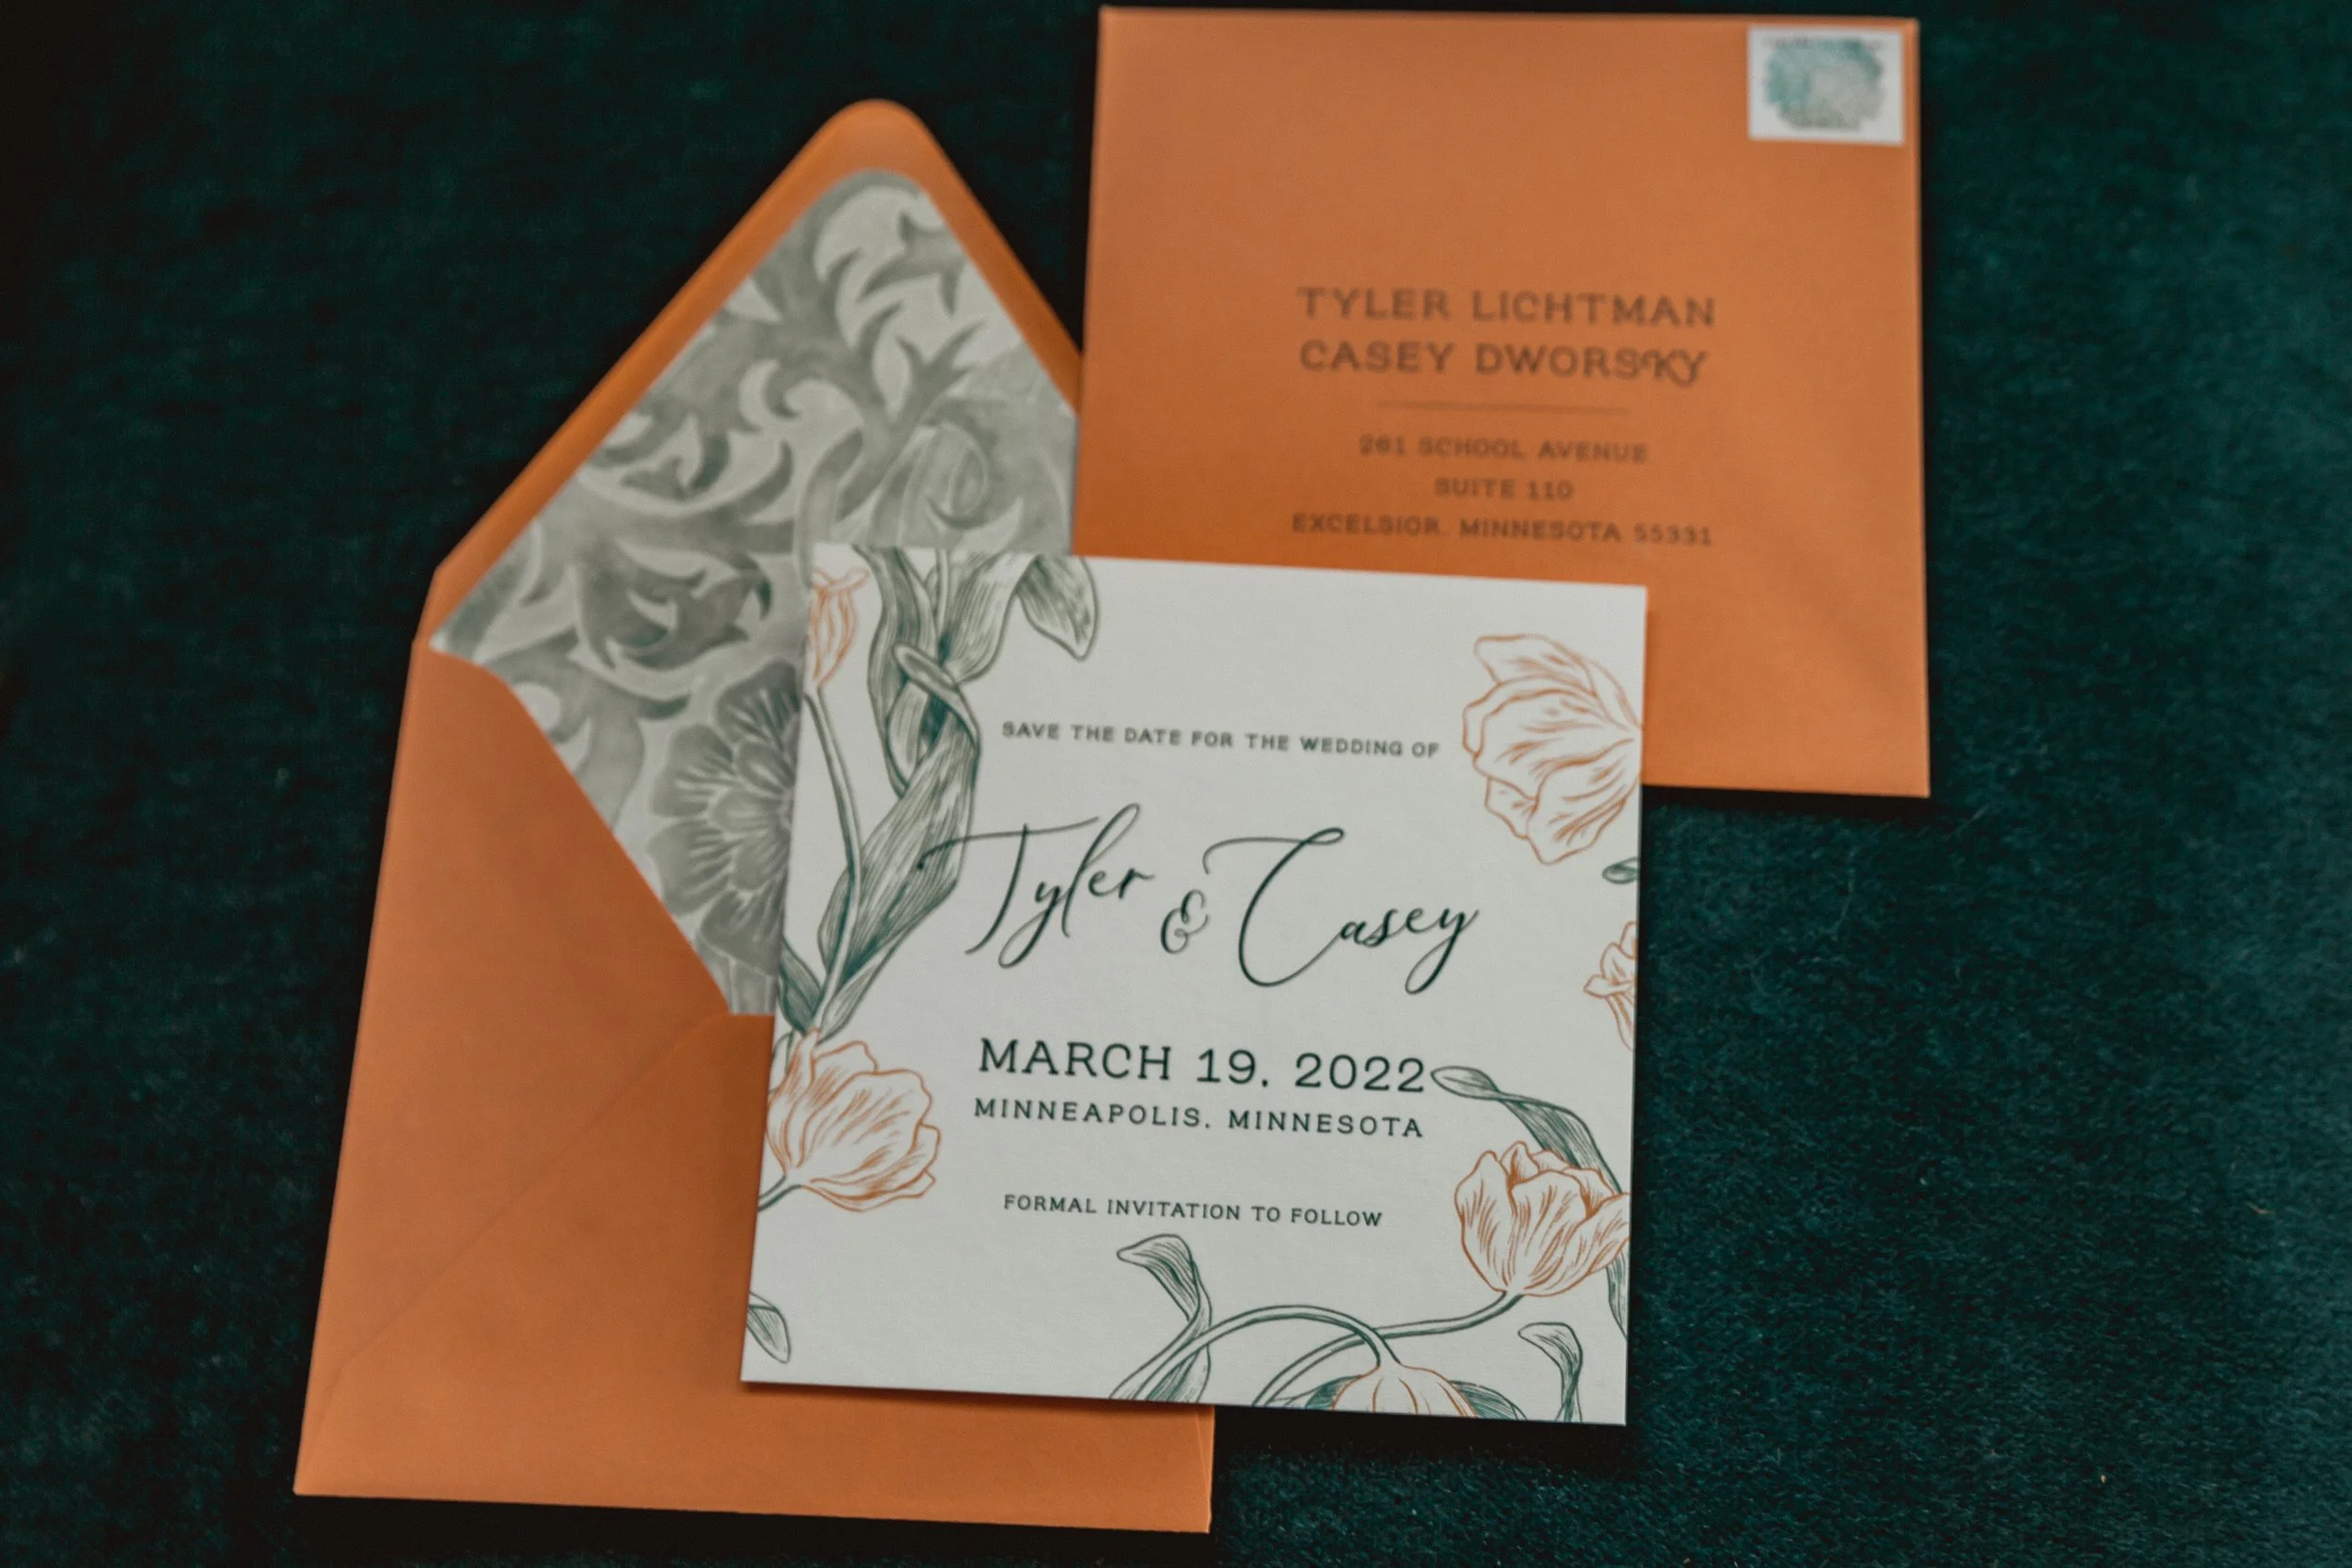 TYLER LICHTMAN
CASEY DWORSKY
261 SCHOOL AVENUE
SUITE 110
EXCELSIOR, MINNESOTA 55331
SAVE THE DATE FOR THE WEDDING OF
Tyler & Casey
MARCH 19, 2022
MINNEAPOLIS, MINNESOTA
FORMAL INVITATION TO FOLLOW